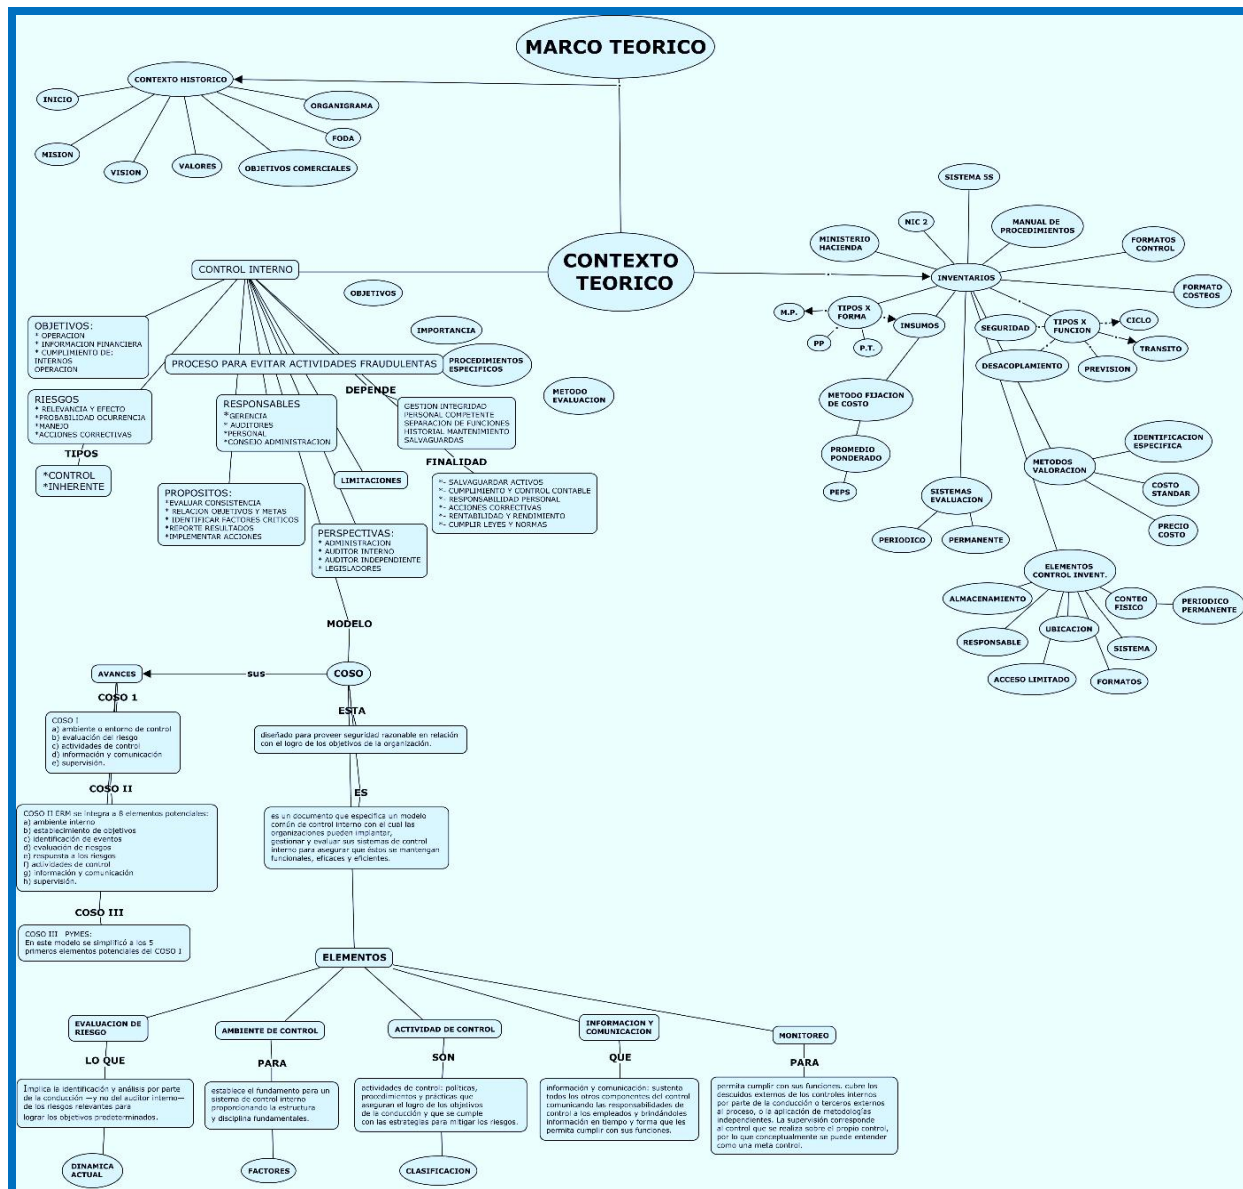 MARCO TEORICO
CONTEXTO HISTORICO
INICIO
ORGANIGRAMA
FODA
MISION
VISION
VALORES
OBJETIVOS COMERCIALES
CONTEXTO
TEORICO
CONTROL INTERNO
OBJETIVOS
IMPORTANCIA
PROCEDIMIENTOS
ESPECIFICOS
METODO
EVALUACION
OBJETIVOS:
* OPERACION
* INFORMACION FINANCIERA
* CUMPLIMIENTO DE:
INTERNOS
OPERACION
PROCESO PARA EVITAR ACTIVIDADES FRAUDULENTAS
DEPENDE
RIESGOS
* RELEVANCIA Y EFECTO
*PROBABILIDAD OCURRENCIA
*MANEJO
*ACCIONES CORRECTIVAS
TIPOS
*CONTROL
*INHERENTE
RESPONSABLES
*GERENCIA
* AUDITORES
*PERSONAL
*CONSEJO ADMINISTRACION
GESTION INTEGRIDAD
PERSONAL COMPETENTE
SEPARACION DE FUNCIONES
HISTORIAL MANTENIMIENTO
SALVAGUARDAS
FINALIDAD
*- SALVAGUARDAR ACTIVOS
*- CUMPLIMIENTO Y CONTROL CONTABLE
*- RESPONSABILIDAD PERSONAL
*- ACCIONES CORRECTIVAS
*- RENTABILIDAD Y RENDIMIENTO
*- CUMPLIR LEYES Y NORMAS
LIMITACIONES
PROPOSITOS:
*EVALUAR CONSISTENCIA
* RELACION OBJETIVOS Y METAS
* IDENTIFICAR FACTORES CRITICOS
*REPORTE RESULTADOS
*IMPLEMENTAR ACCIONES
PERSPECTIVAS:
* ADMINISTRACION
* AUDITOR INTERNO
* AUDITOR INDEPENDIENTE
* LEGISLADORES
MODELO
COSO
sus
AVANCES
COSO 1
COSO I
a) ambiente o entorno de control
b) evaluación del riesgo
c) actividades de control
d) información y comunicación
e) supervisión.
COSO II
COSO II ERM se integra a 8 elementos potenciales:
a) ambiente interno
b) establecimiento de objetivos
c) identificación de eventos
d) evaluación de riesgos
e) respuesta a los riesgos
f) actividades de control
g) información y comunicación
h) supervisión.
COSO III
COSO III PYMES:
En este modelo se simplificó a los 5
primeros elementos potenciales del COSO I
ESTA
diseñado para proveer seguridad razonable en relación
con el logro de los objetivos de la organización.
ES
es un documento que especifica un modelo
común de control interno con el cual las
organizaciones pueden implantar,
gestionar y evaluar sus sistemas de control
interno para asegurar que éstos se mantengan
funcionales, eficaces y eficientes.
ELEMENTOS
EVALUACION DE
RIESGO
LO QUE
Implica la identificación y análisis por parte
de la conducción —y no del auditor interno—
de los riesgos relevantes para
lograr los objetivos predeterminados.
DINAMICA
ACTUAL
AMBIENTE DE CONTROL
PARA
establece el fundamento para un
sistema de control interno
proporcionando la estructura
y disciplina fundamentales.
FACTORES
ACTIVIDAD DE CONTROL
SON
actividades de control: políticas,
procedimientos y prácticas que
aseguran el logro de los objetivos
de la conducción y que se cumple
con las estrategias para mitigar los riesgos.
CLASIFICACION
INFORMACION Y
COMUNICACION
QUE
información y comunicación: sustenta
todos los otros componentes del control
comunicando las responsabilidades de
control a los empleados y brindándoles
información en tiempo y forma que les
permita cumplir con sus funciones.
MONITOREO
PARA
permita cumplir con sus funciones. cubre los
descuidos externos de los controles internos
por parte de la conducción o terceros externos
al proceso, o la aplicación de metodologías
independientes. La supervisión corresponde
al control que se realiza sobre el propio control,
por lo que conceptualmente se puede entender
como una meta control.
SISTEMA 5S
NIC 2
MANUAL DE
PROCEDIMIENTOS
MINISTERIO
HACIENDA
FORMATOS
CONTROL
INVENTARIOS
FORMATO
COSTEOS
M.P.
TIPOS X
FORMA
INSUMOS
PP
P.T.
SEGURIDAD
TIPOS X
FUNCION
CICLO
TRANSITO
DESACOPLAMIENTO
PREVISION
METODO FIJACION
DE COSTO
PROMEDIO
PONDERADO
PEPS
SISTEMAS
EVALUACION
PERIODICO
PERMANENTE
METODOS
VALORACION
IDENTIFICACION
ESPECIFICA
COSTO
STANDAR
PRECIO
COSTO
ELEMENTOS
CONTROL INVENT.
ALMACENAMIENTO
CONTEO
FISICO
PERIODICO
PERMANENTE
RESPONSABLE
UBICACION
SISTEMA
ACCESO LIMITADO
FORMATOS